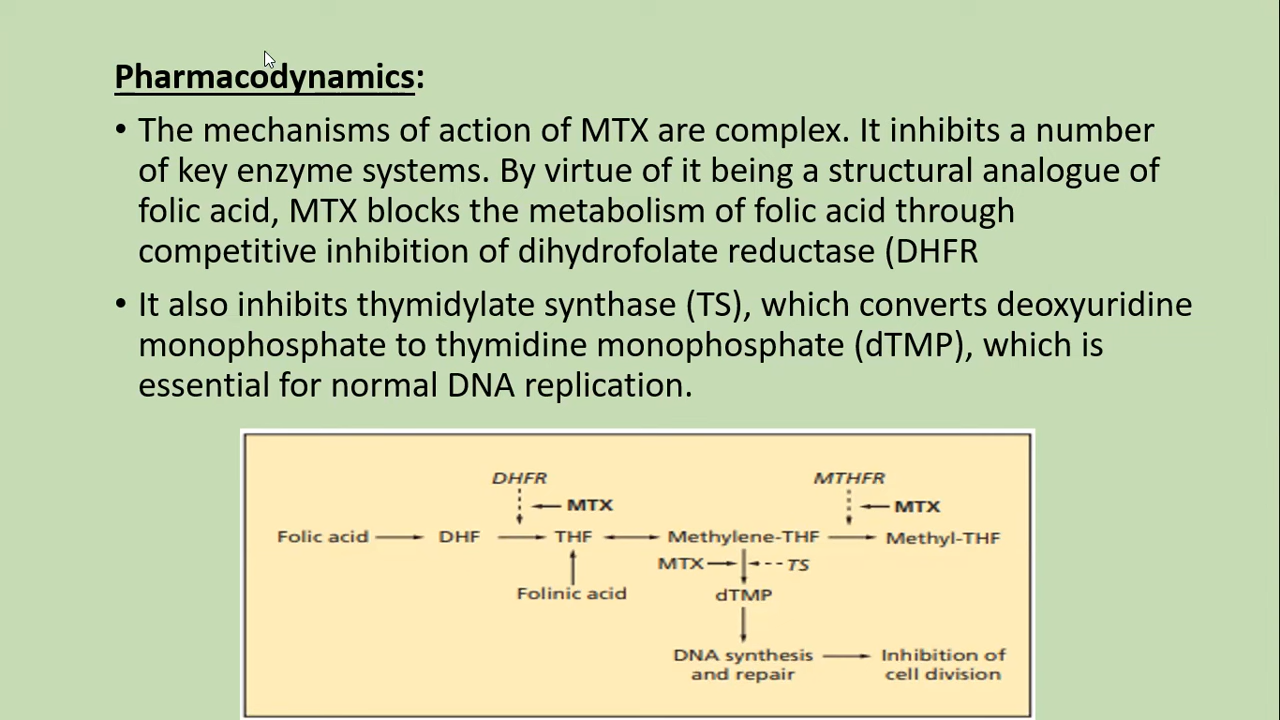 Pharmacodynamics:
• The mechanisms of action of MTX are complex. It inhibits a number
of key enzyme systems. By virtue of it being a structural analogue of
folic acid, MTX blocks the metabolism of folic acid through
competitive inhibition of dihydrofolate reductase (DHFR
• It also inhibits thymidylate synthase (TS), which converts deoxyuridine
monophosphate to thymidine monophosphate (dTMP), which is
essential for normal DNA replication.
DHFR MTHFR
MTX MTX
Folic acid DHF THF Methylene-THF Methyl-THF
MTX TS
Folinic acid dTMP
DNA synthesis Inhibition of
and repair cell division